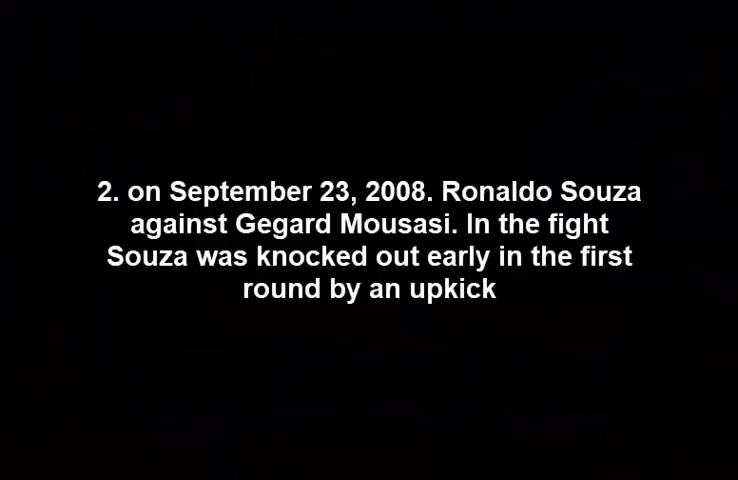 2. on September 23, 2008. Ronaldo Souza
against Gegard Mousasi. In the fight
Souza was knocked out early in the first
round by an upkick